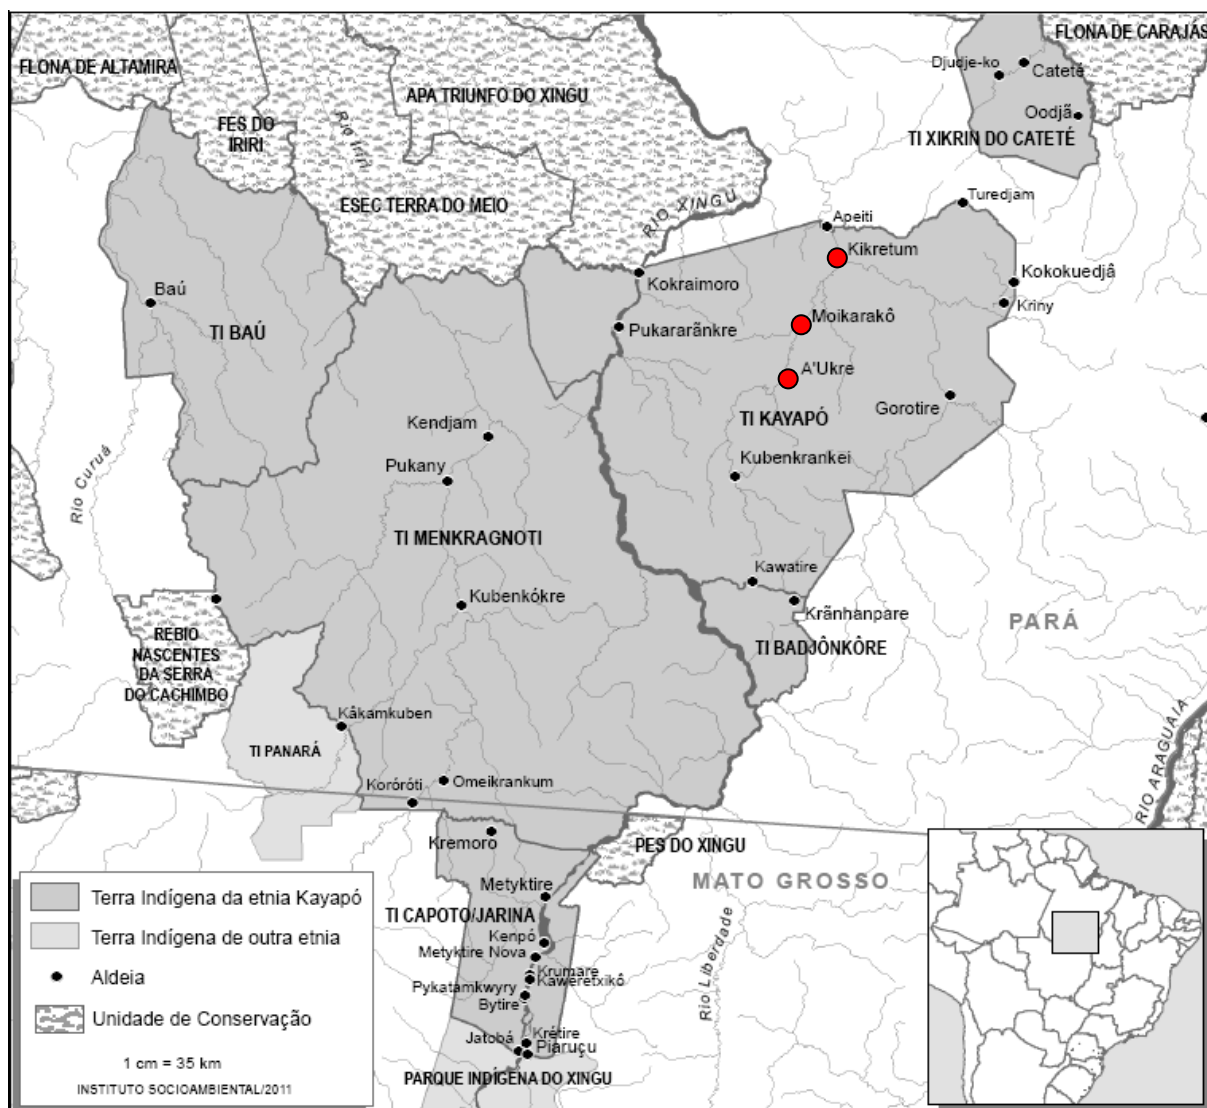 FLONA DE CARAJÁS
FLONA DE ALTAMIRA
Djudje-ko
Cateté
APA TRIUNFO DO XINGU
Oodjã
FES DO
IRIRI
Rio Iriri
TI XIKRIN DO CATETÉ
ESEC TERRA DO MEIO
RIO XINGU
Turedjam
Apeiti
Kikretum
Kokraimoro
Kokokuedjâ
Baú
Kriny
Moikarakô
Pukararãnkre
TI BAÚ
A'Ukre
Gorotire
TI KAYAPÓ
Kendjam
Pukany
Kubenkrankei
Rio Curuá
TI MENKRAGNOTI
Kawatire
Kubenkókre
Krãnhanpare
PARÁ
REBIO
NASCENTES
DA SERRA
DO CACHIMBO
TI BADJÔNKÔRE
Kâkamkuben
TI PANARÁ
RIO ARAGUAIA
Koróróti
Omeikrankum
Kremoro
PES DO XINGU
MATO GROSSO
Metyktire
TI CAPOTO/JARINA
Kenpó
Metyktire Nova
Krumare
Kaweretxikô
Pykatamkwyry
Bytire
Rio Liberdade
Krétire
Jatobá
Piaruçu
PARQUE INDÍGENA DO XINGU
Terra Indígena da etnia Kayapó
Terra Indígena de outra etnia
Aldeia
Unidade de Conservação
1 cm = 35 km
INSTITUTO SOCIOAMBIENTAL/2011